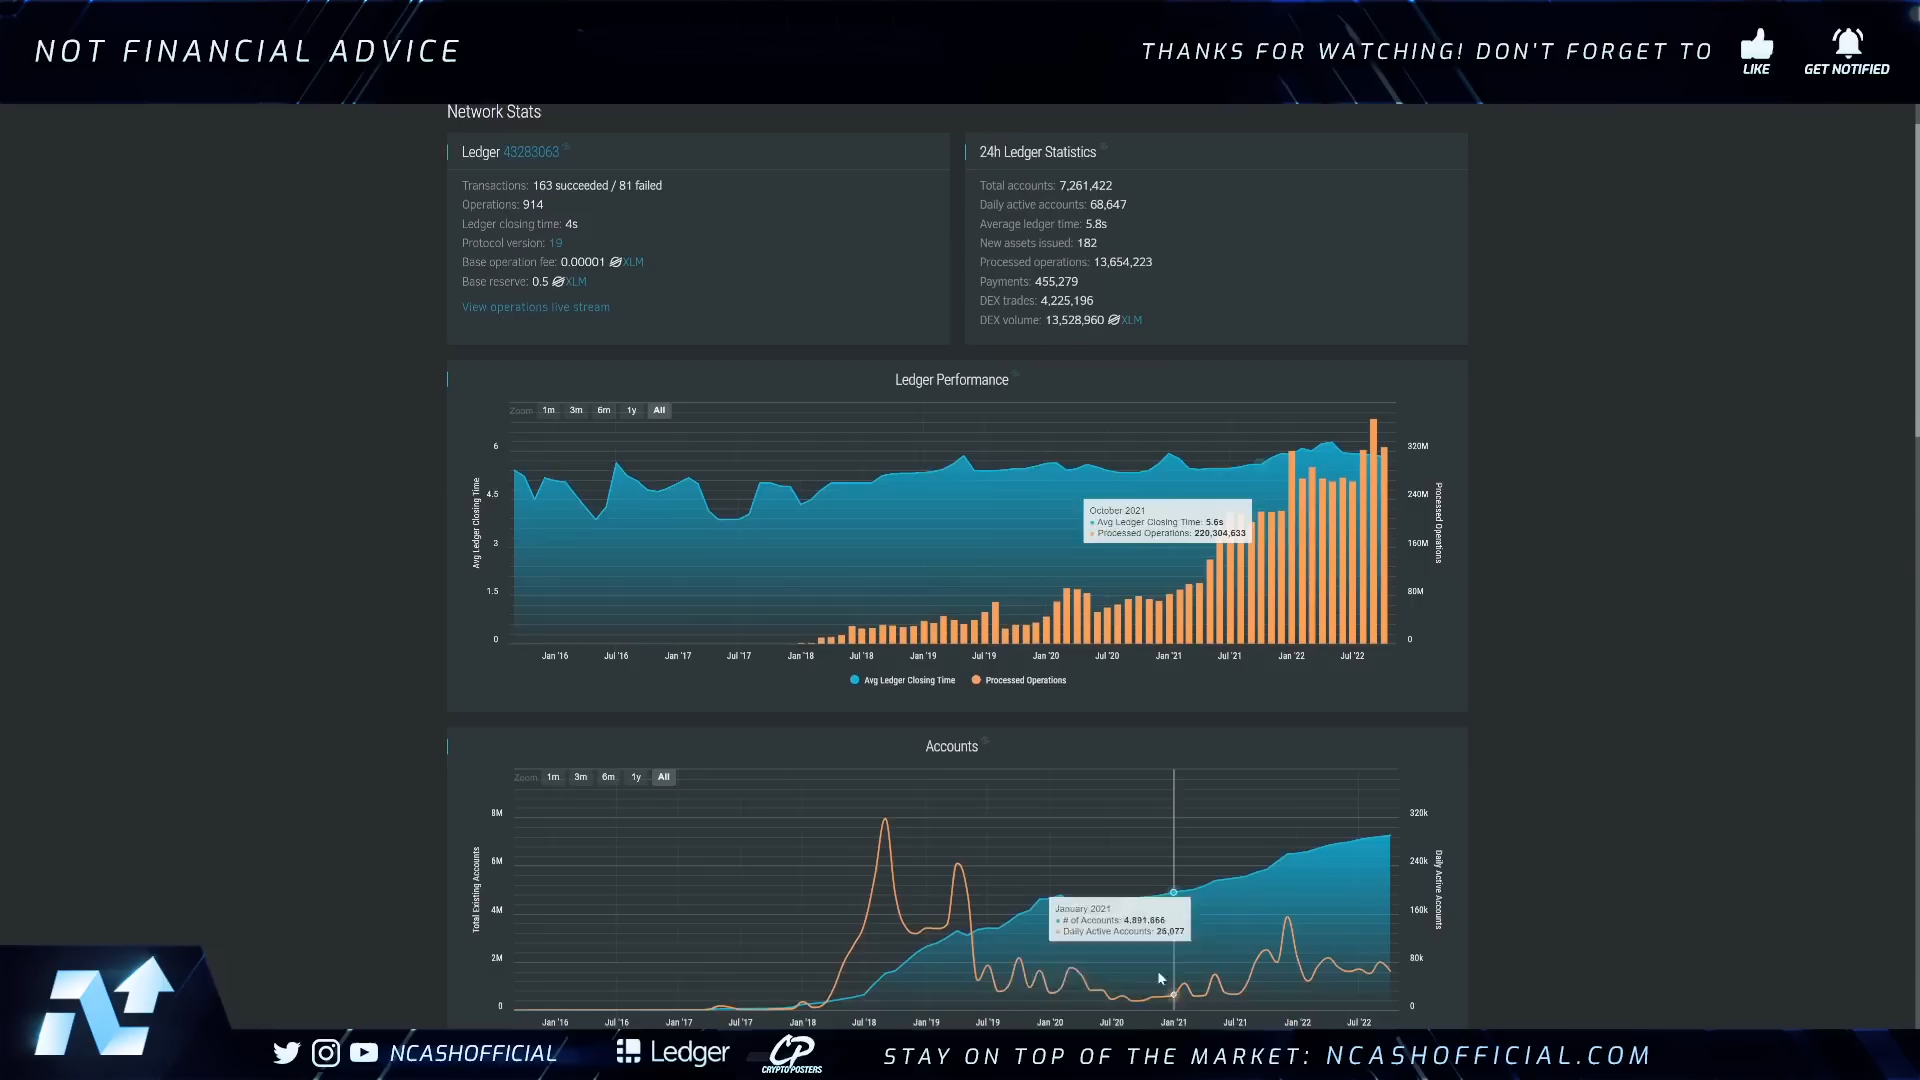 NOT FINANCIAL ADVICE
THANKS FOR WATCHING! DON'T FORGET TO
LIKE
GET NOTIFIED
Network Stats
Ledger 43283063
Transactions: 163 succeeded / 81 failed
Operations: 914
Ledger closing time: 4s
Protocol version: 19
Base operation fee: 0.00001 XLM
Base reserve: 0.5 XLM
View operations live stream
24h Ledger Statistics
Total accounts: 7,261,422
Daily active accounts: 68,647
Average ledger time: 5.8s
New assets issued: 182
Processed operations: 13,654,223
Payments: 455,279
DEX trades: 4,225,196
DEX volume: 13,528,960 XLM
Ledger Performance
Zoom 1m 3m 6m 1y All
6
4.5
3
1.5
0
Avg Ledger Closing Time
320M
240M
160M
80M
0
Processed Operations
October 2021
Avg Ledger Closing Time: 5.6s
Processed Operations: 220,304,633
Jan '16 Jul '16 Jan '17 Jul '17 Jan '18 Jul '18 Jan '19 Jul '19 Jan '20 Jul '20 Jan '21 Jul '21 Jan '22 Jul '22
Avg Ledger Closing Time Processed Operations
Accounts
Zoom 1m 3m 6m 1y All
8M
6M
4M
2M
0
Total Existing Accounts
320k
240k
160k
80k
0
Daily Active Accounts
January 2021
# of Accounts: 4,891,666
Daily Active Accounts: 26,077
Jan '16 Jul '16 Jan '17 Jul '17 Jan '18 Jul '18 Jan '19 Jul '19 Jan '20 Jul '20 Jan '21 Jul '21 Jan '22 Jul '22
NCASHOFFICIAL
Ledger
CP
CRYPTOPOSTERS
STAY ON TOP OF THE MARKET: NCASHOFFICIAL.COM